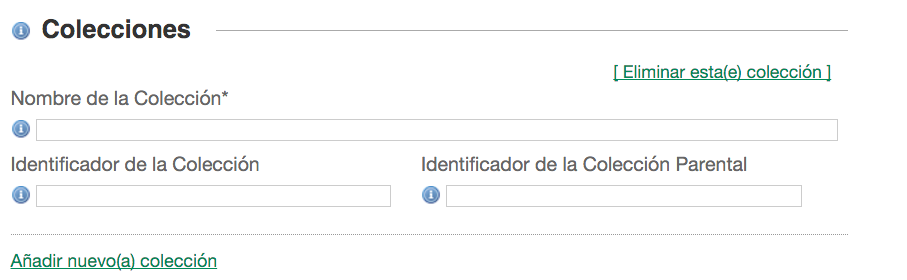 Colecciones
[ Eliminar esta(e) colección ]
Nombre de la Colección*
Identificador de la Colección Identificador de la Colección Parental
Añadir nuevo(a) colección